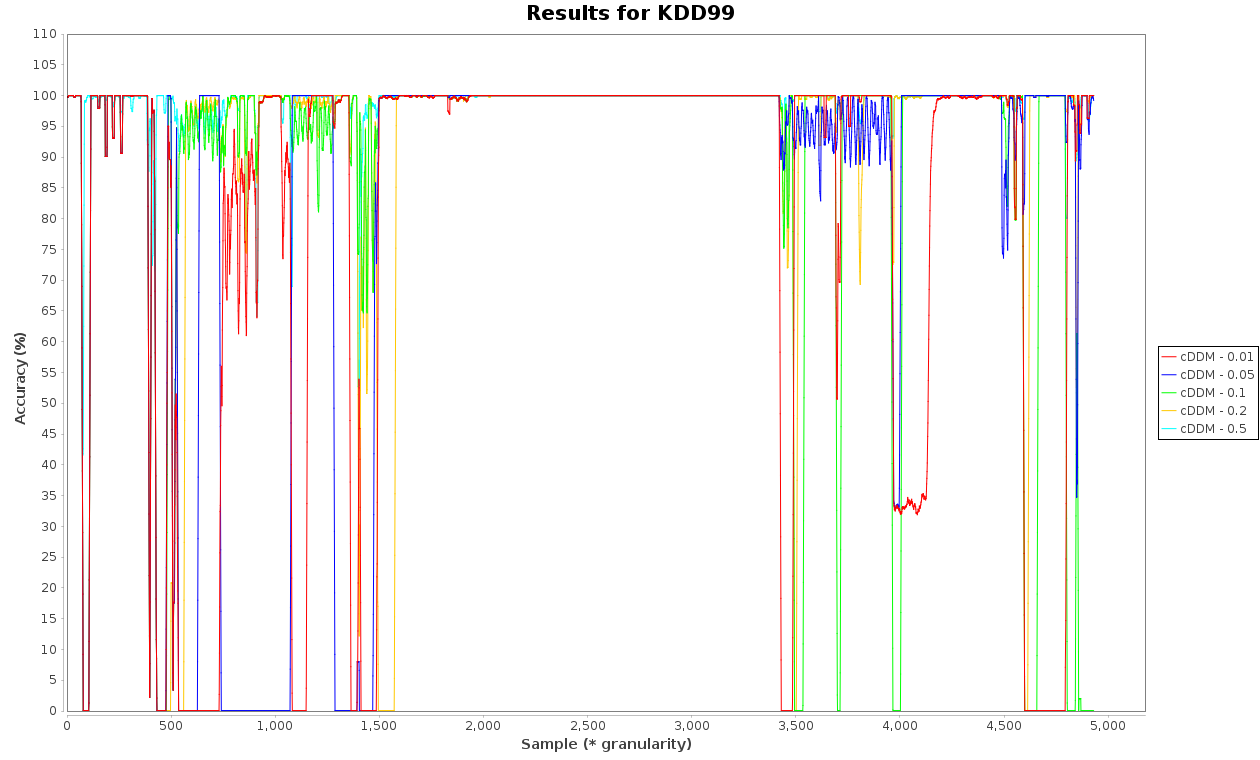 Results for KDD99
110
105
100
95
90
85
80
75
70
65
60
55
50
45
40
35
30
25
20
15
10
5
0
Accuracy (%)
0 500 1,000 1,500 2,000 2,500 3,000 3,500 4,000 4,500 5,000
Sample (* granularity)
cDDM - 0.01
cDDM - 0.05
cDDM - 0.1
cDDM - 0.2
cDDM - 0.5